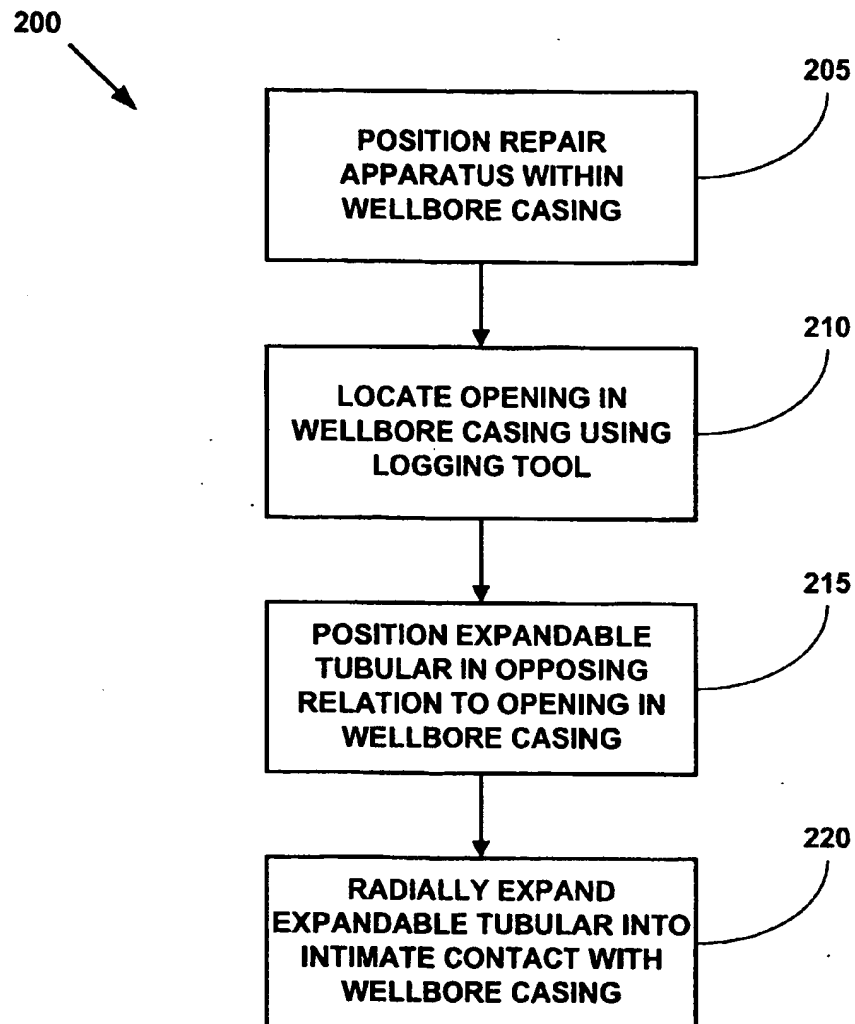 200
205
POSITION REPAIR
APPARATUS WITHIN
WELLBORE CASING
210
LOCATE OPENING IN
WELLBORE CASING USING
LOGGING TOOL
215
POSITION EXPANDABLE
TUBULAR IN OPPOSING
RELATION TO OPENING IN
WELLBORE CASING
220
RADIALLY EXPAND
EXPANDABLE TUBULAR INTO
INTIMATE CONTACT WITH
WELLBORE CASING